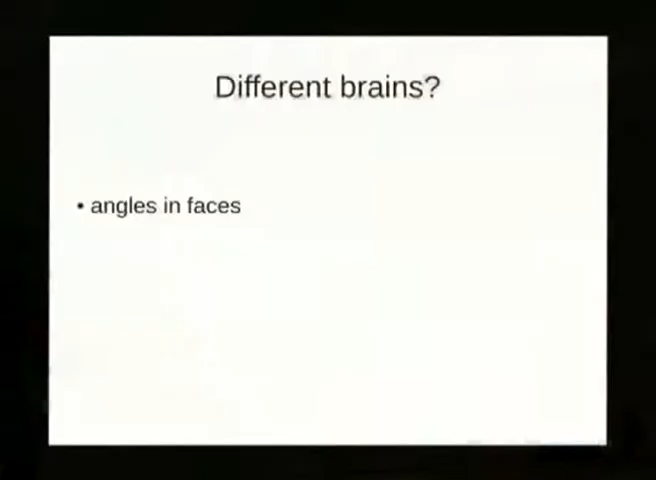 Different brains?
• angles in faces